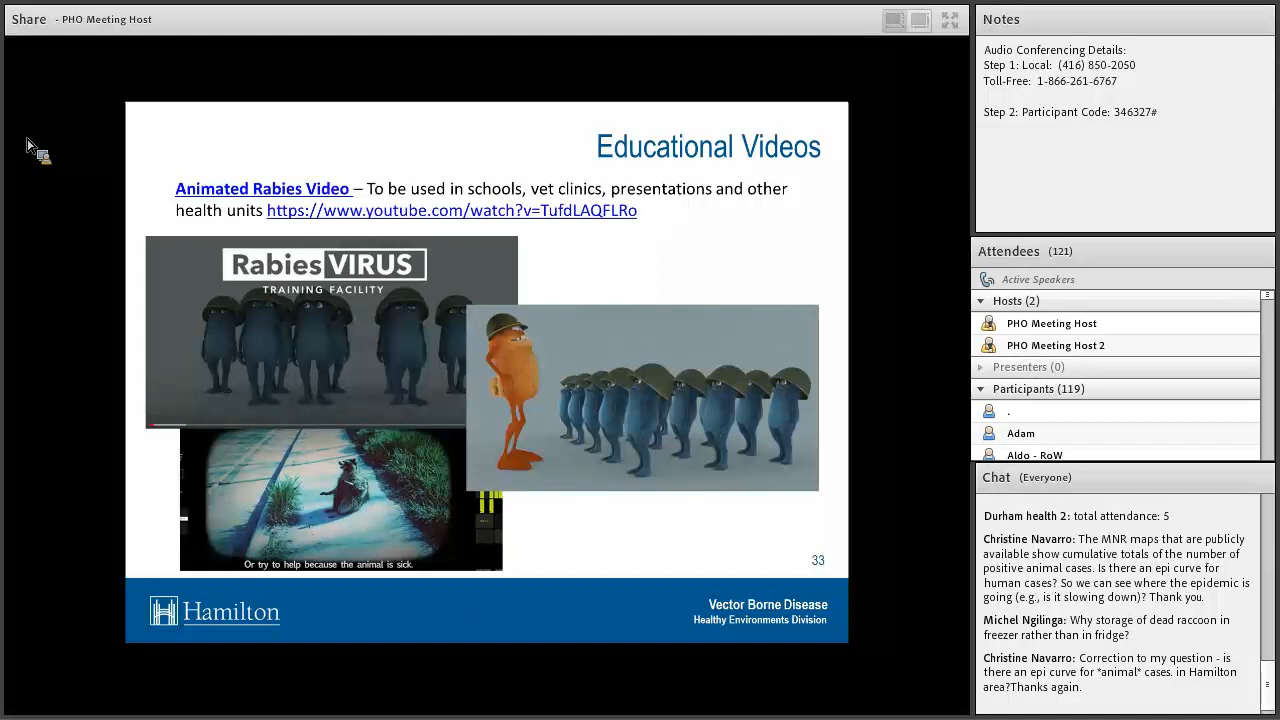 Share - PHO Meeting Host
Educational Videos
Animated Rabies Video – To be used in schools, vet clinics, presentations and other
health units https://www.youtube.com/watch?v=TufdLAQFLRo
Rabies VIRUS
TRAINING FACILITY
Or try to help because the animal is sick.
33
Hamilton
Vector Borne Disease
Healthy Environments Division
Notes
Audio Conferencing Details:
Step 1: Local: (416) 850-2050
Toll-Free: 1-866-261-6767
Step 2: Participant Code: 346327#
Attendees (121)
Active Speakers
Hosts (2)
PHO Meeting Host
PHO Meeting Host 2
Presenters (0)
Participants (119)
.
Adam
Aldo - RoW
Chat (Everyone)
Durham health 2: total attendance: 5
Christine Navarro: The MNR maps that are publicly
available show cumulative totals of the number of
positive animal cases. Is there an epi curve for
human cases? So we can see where the epidemic is
going (e.g., is it slowing down)? Thank you.
Michel Ngilinga: Why storage of dead raccoon in
freezer rather than in fridge?
Christine Navarro: Correction to my question - is
there an epi curve for *animal* cases. in Hamilton
area?Thanks again.